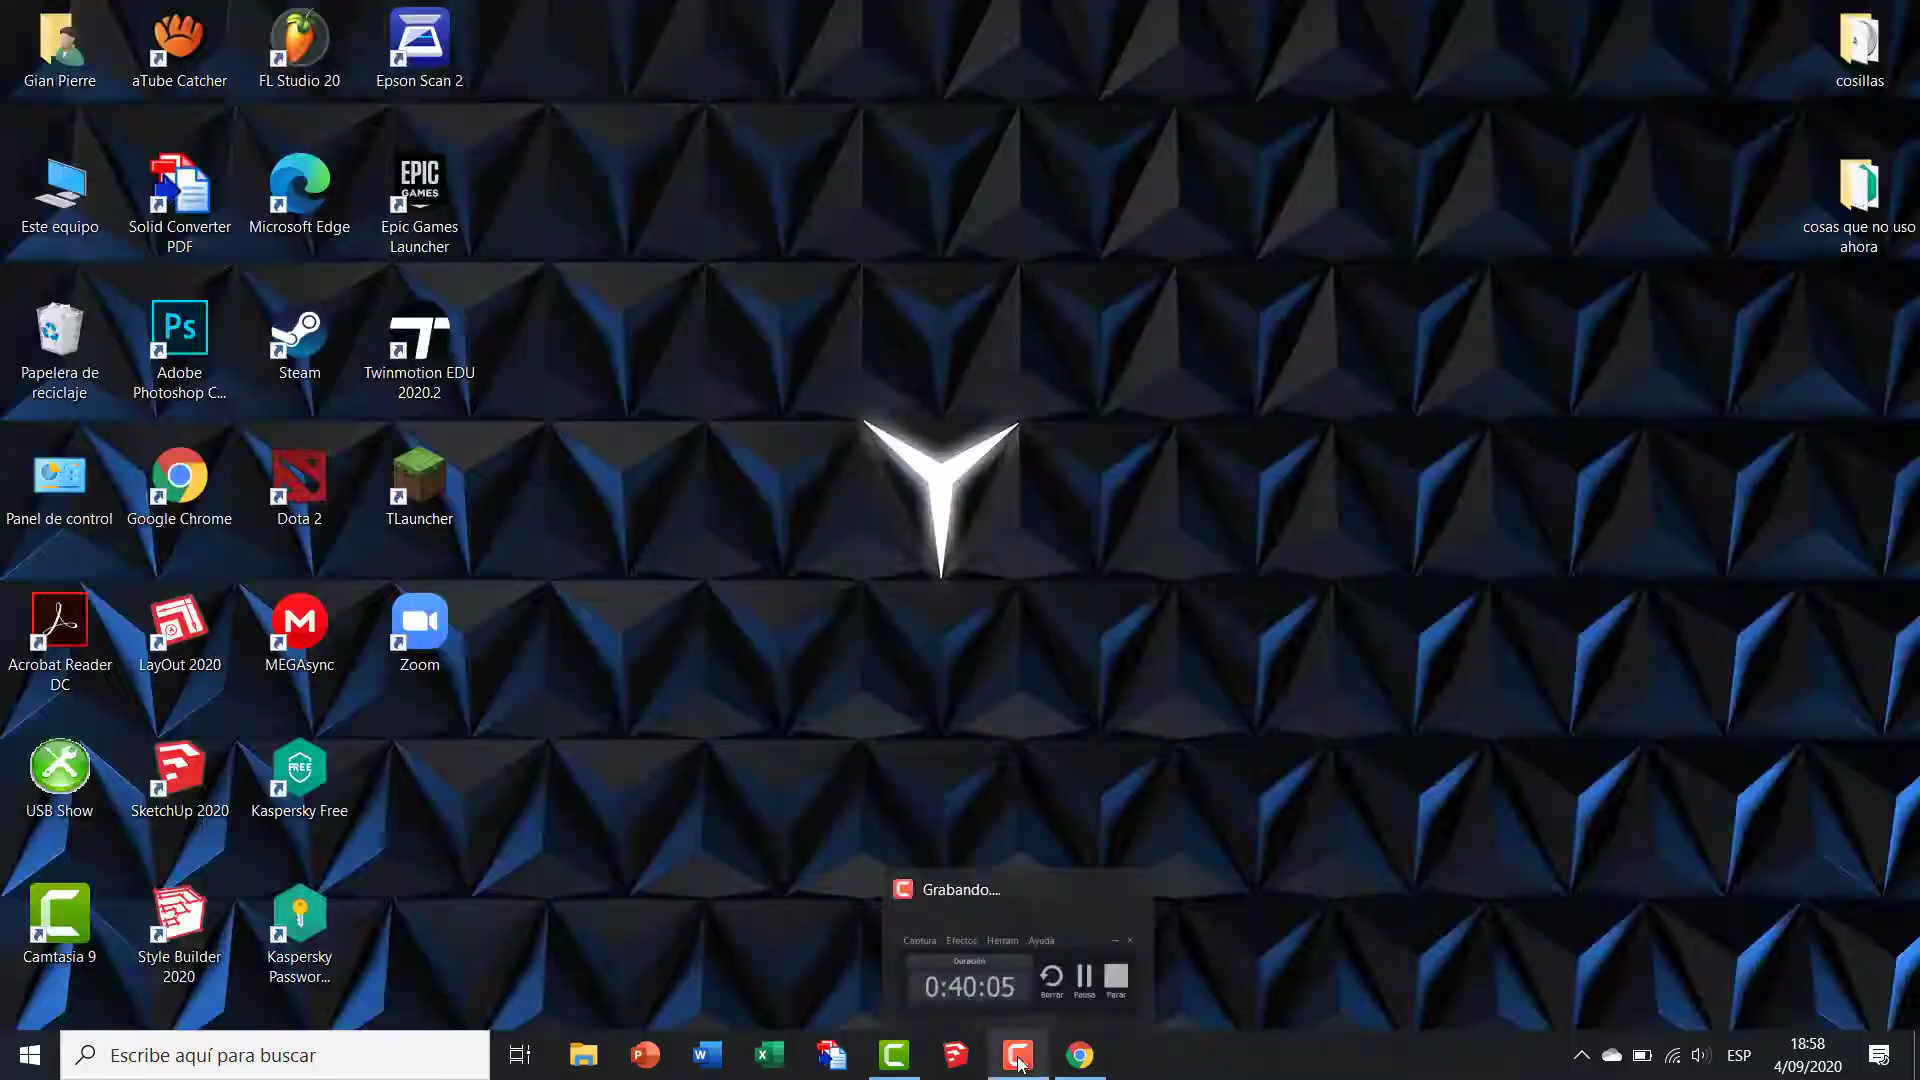 Gian Pierre
aTube Catcher
FL Studio 20
Epson Scan 2
cosillas
Este equipo
Solid Converter
PDF
Microsoft Edge
EPIC
GAMES
Epic Games
Launcher
cosas que no uso
ahora
Papelera de
reciclaje
Ps
Adobe
Photoshop C...
Steam
Twinmotion EDU
2020.2
Panel de control
Google Chrome
Dota 2
TLauncher
Acrobat Reader
DC
LayOut 2020
MEGAsync
Zoom
USB Show
SketchUp 2020
FREE
Kaspersky Free
Camtasia 9
Style Builder
2020
Kaspersky
Passwor...
Grabando....
Captura Efectos Herram Ayuda
Duración
0:40:05
Borrar Pausa Parar
Escribe aquí para buscar
ESP
18:58
4/09/2020